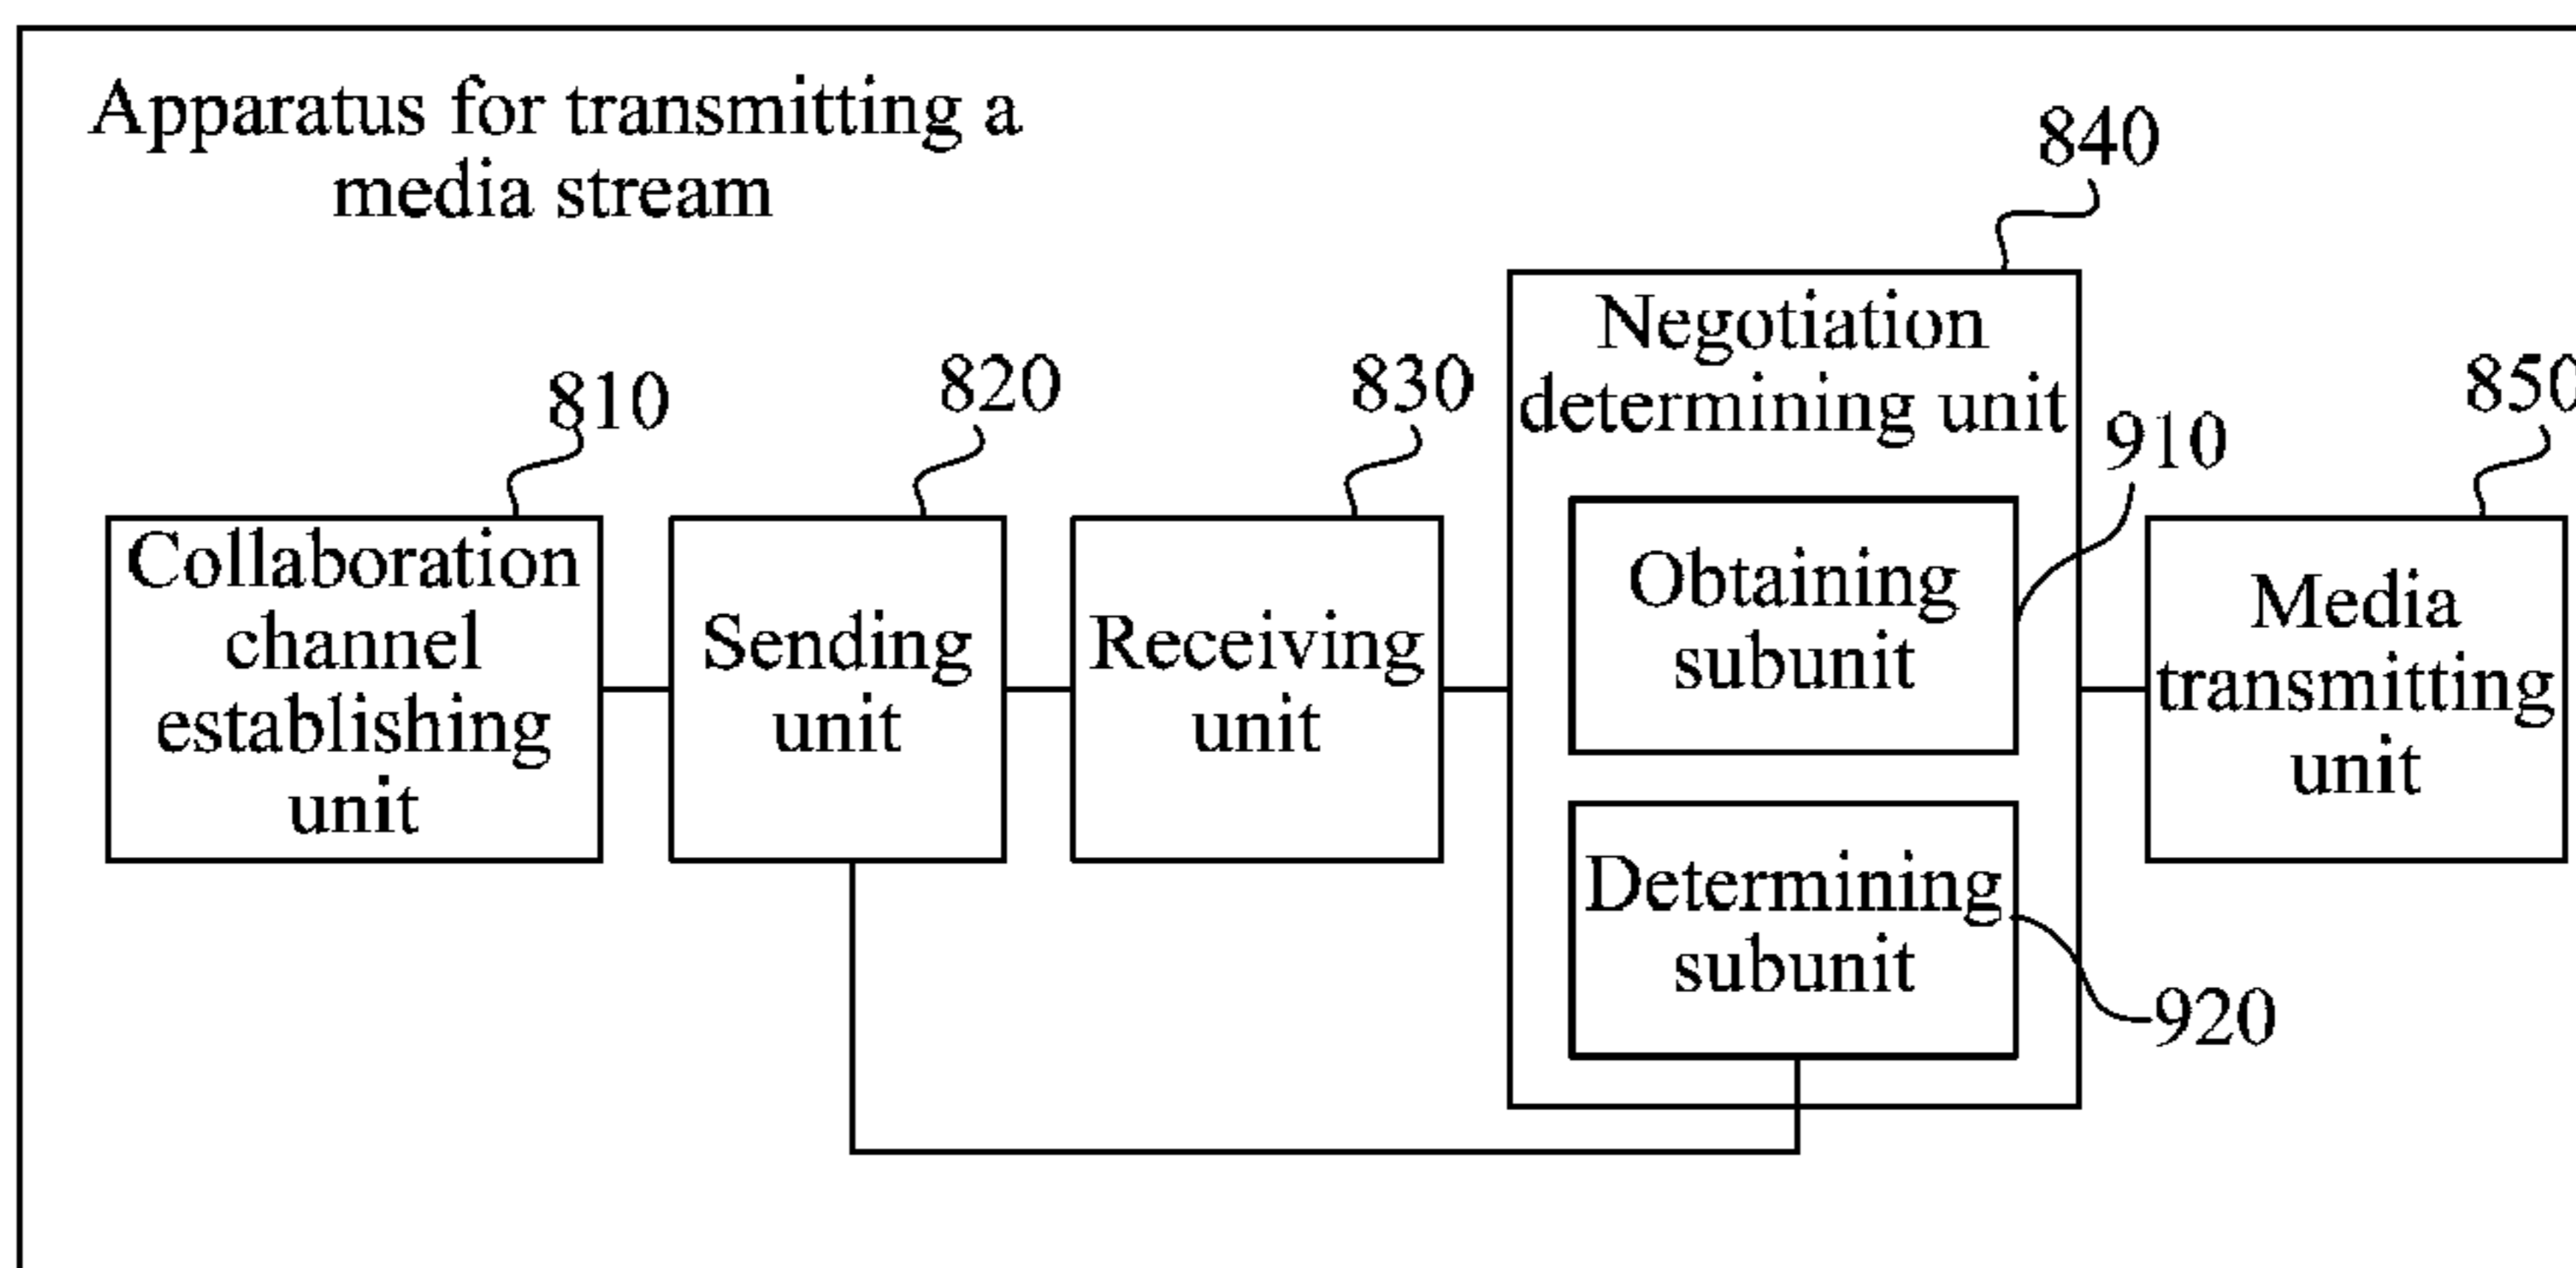 Apparatus for transmitting a
media stream
840
Negotiation
determining unit
810
820
830
850
910
Collaboration
channel
establishing
unit
Sending
unit
Receiving
unit
Obtaining
subunit
Media
transmitting
unit
Determining
subunit
920